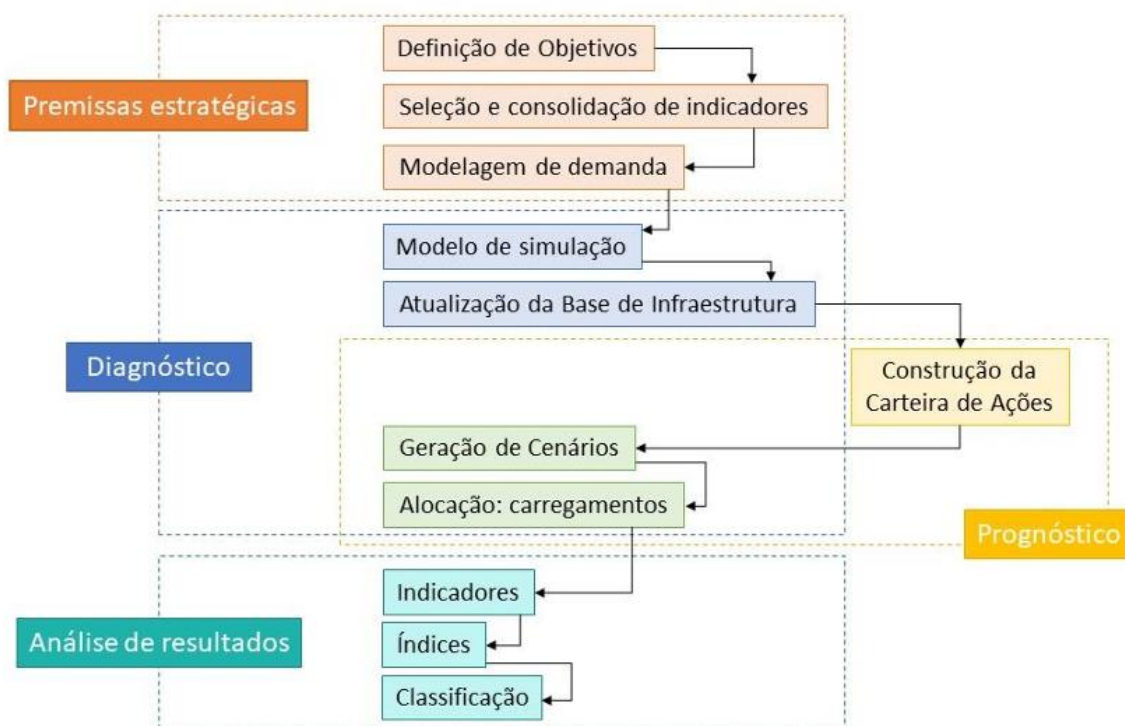 Definição de Objetivos
Premissas estratégicas
Seleção e consolidação de indicadores
Modelagem de demanda
Modelo de simulação
Atualização da Base de Infraestrutura
Diagnóstico
Construção da
Carteira de Ações
Geração de Cenários
Alocação: carregamentos
Prognóstico
Indicadores
Análise de resultados
Índices
Classificação